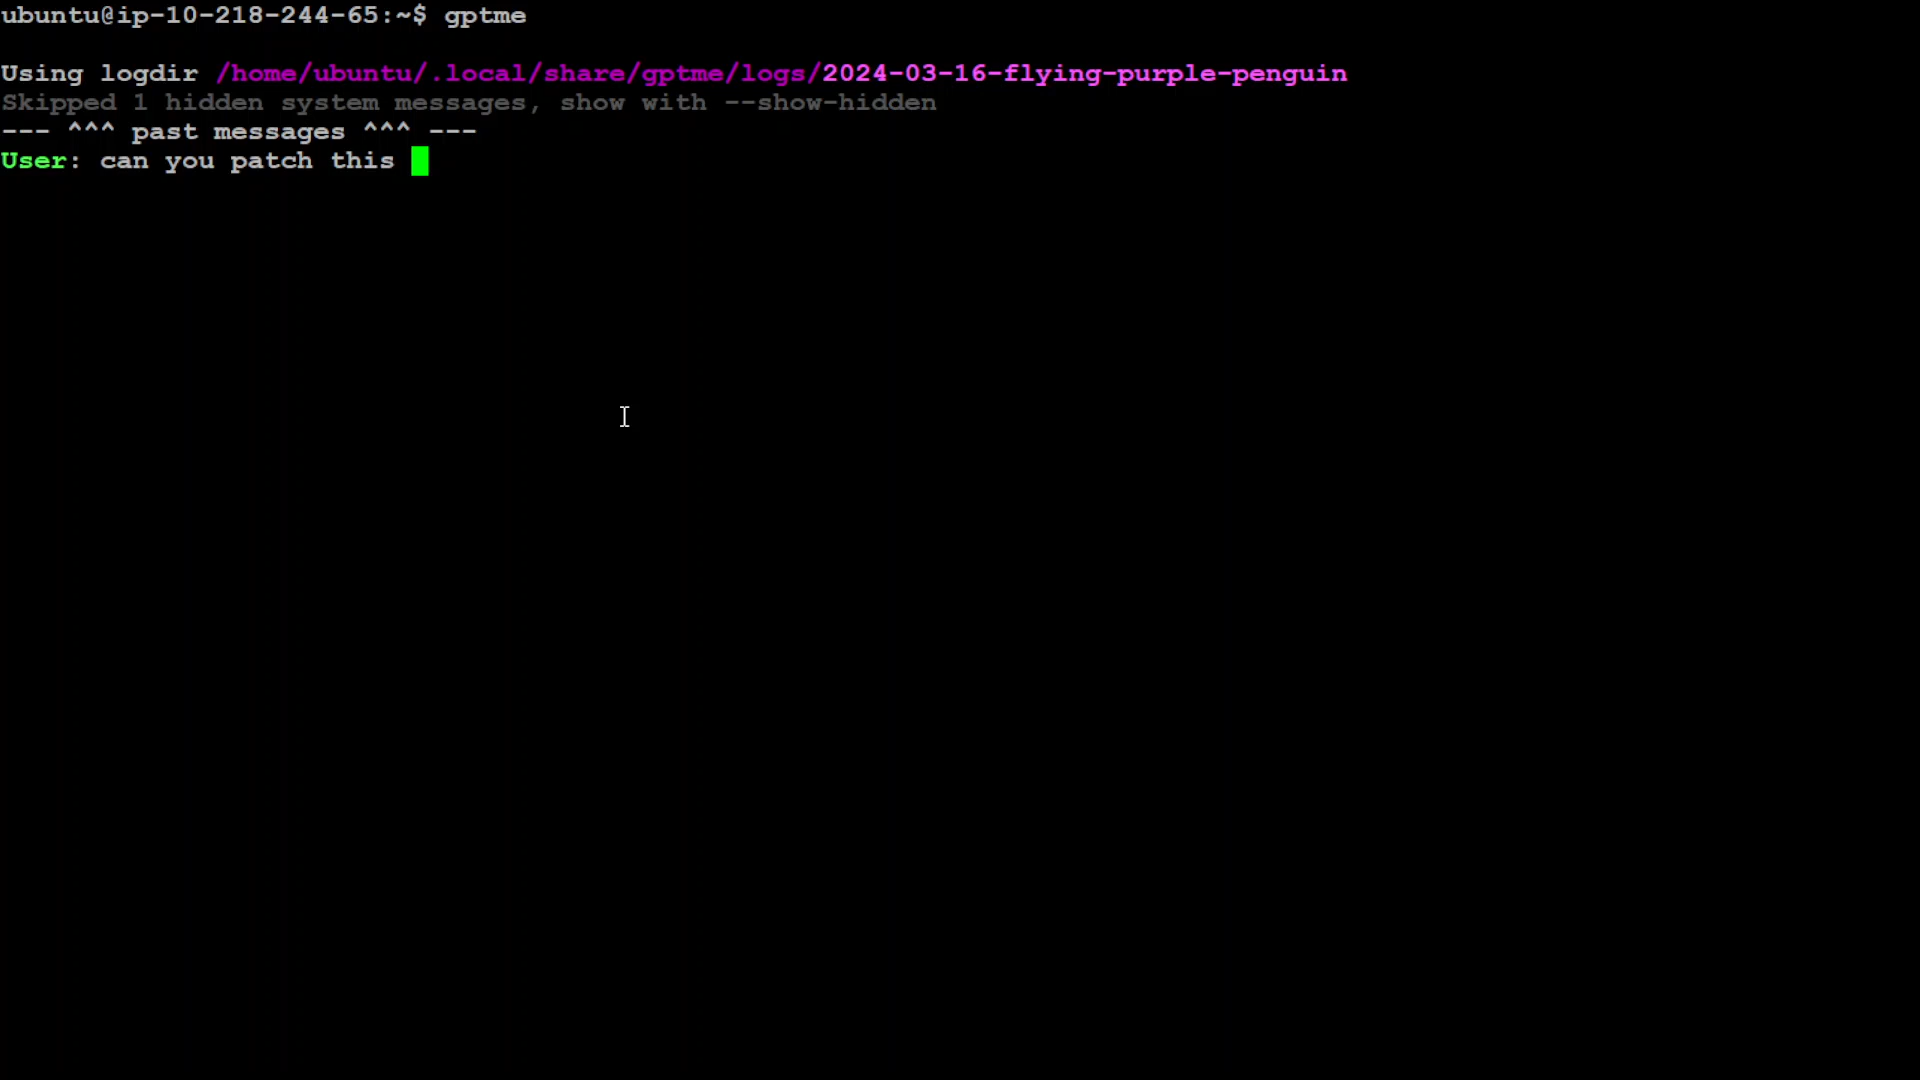 ubuntu@ip-10-218-244-65:~$ gptme
Using logdir /home/ubuntu/.local/share/gptme/logs/2024-03-16-flying-purple-penguin
Skipped 1 hidden system messages, show with --show-hidden
--- ^^^ past messages ^^^ ---
User: can you patch this